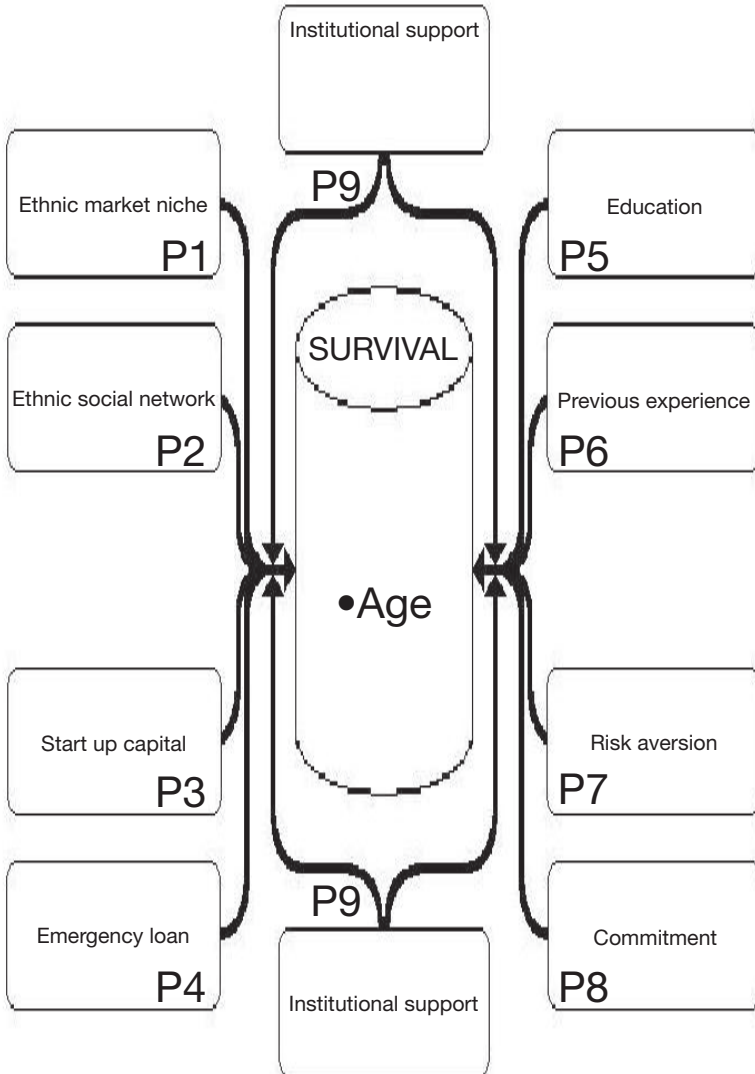 Institutional support
P9
Ethnic market niche
P1
Education
P5
SURVIVAL
Ethnic social network
P2
Previous experience
P6
•Age
Start up capital
P3
Risk aversion
P7
P9
Emergency loan
P4
Commitment
P8
Institutional support